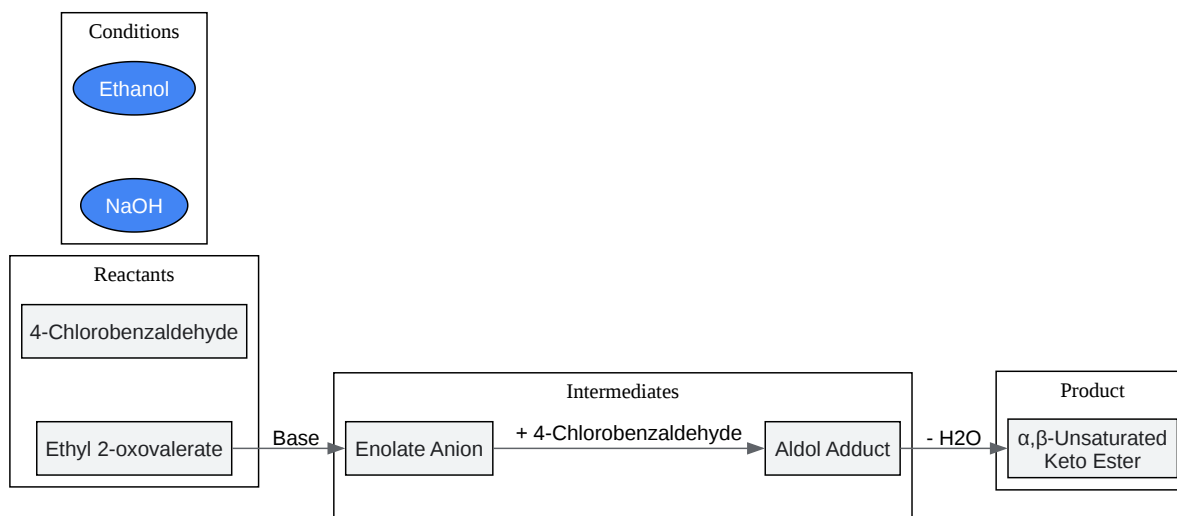 Conditions
Ethanol
NaOH
Reactants
4-Chlorobenzaldehyde
Ethyl 2-oxovalerate
Base
Intermediates
Enolate Anion
+ 4-Chlorobenzaldehyde
Aldol Adduct
- H2O
Product
α,β-Unsaturated
Keto Ester